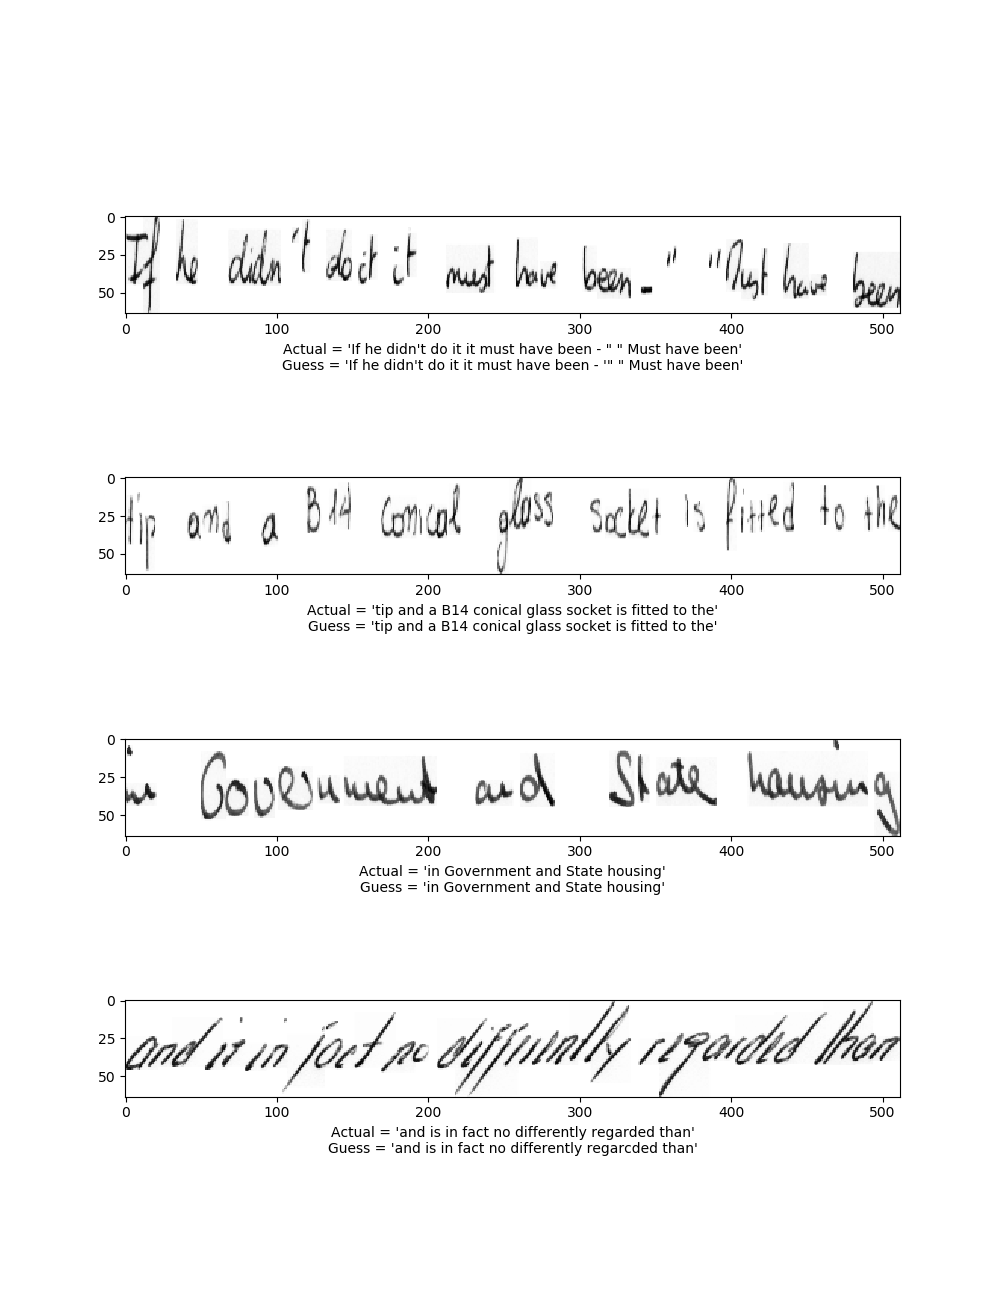 0
25
50
If he didn't do it it must have been - " " Must have been
0 100 200 300 400 500
Actual = 'If he didn't do it it must have been - " " Must have been'
Guess = 'If he didn't do it it must have been - '" " Must have been'
0
25
50
tip and a B14 conical glass socket is fitted to the
0 100 200 300 400 500
Actual = 'tip and a B14 conical glass socket is fitted to the'
Guess = 'tip and a B14 conical glass socket is fitted to the'
0
25
50
in Government and State housing
0 100 200 300 400 500
Actual = 'in Government and State housing'
Guess = 'in Government and State housing'
0
25
50
and it in fact no differently regarded than
0 100 200 300 400 500
Actual = 'and is in fact no differently regarded than'
Guess = 'and is in fact no differently regarcded than'